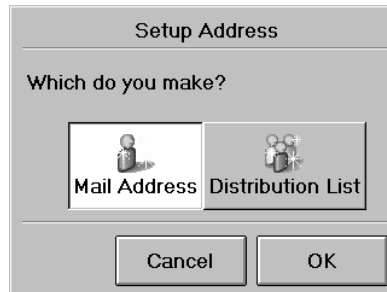 Setup Address
Which do you make?
Mail Address Distribution List
Cancel OK